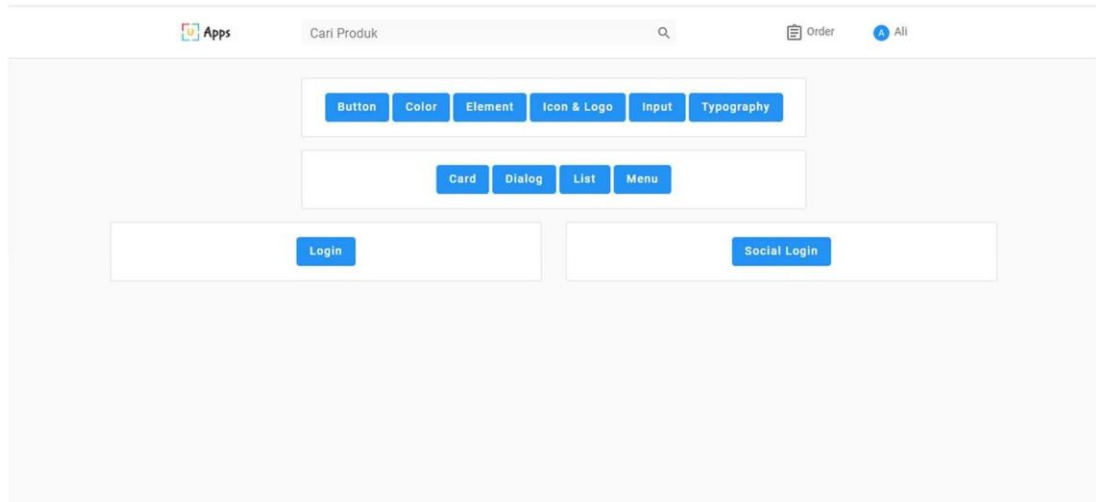 U Apps Cari Produk Order A Ali
Button Color Element Icon & Logo Input Typography
Card Dialog List Menu
Login Social Login